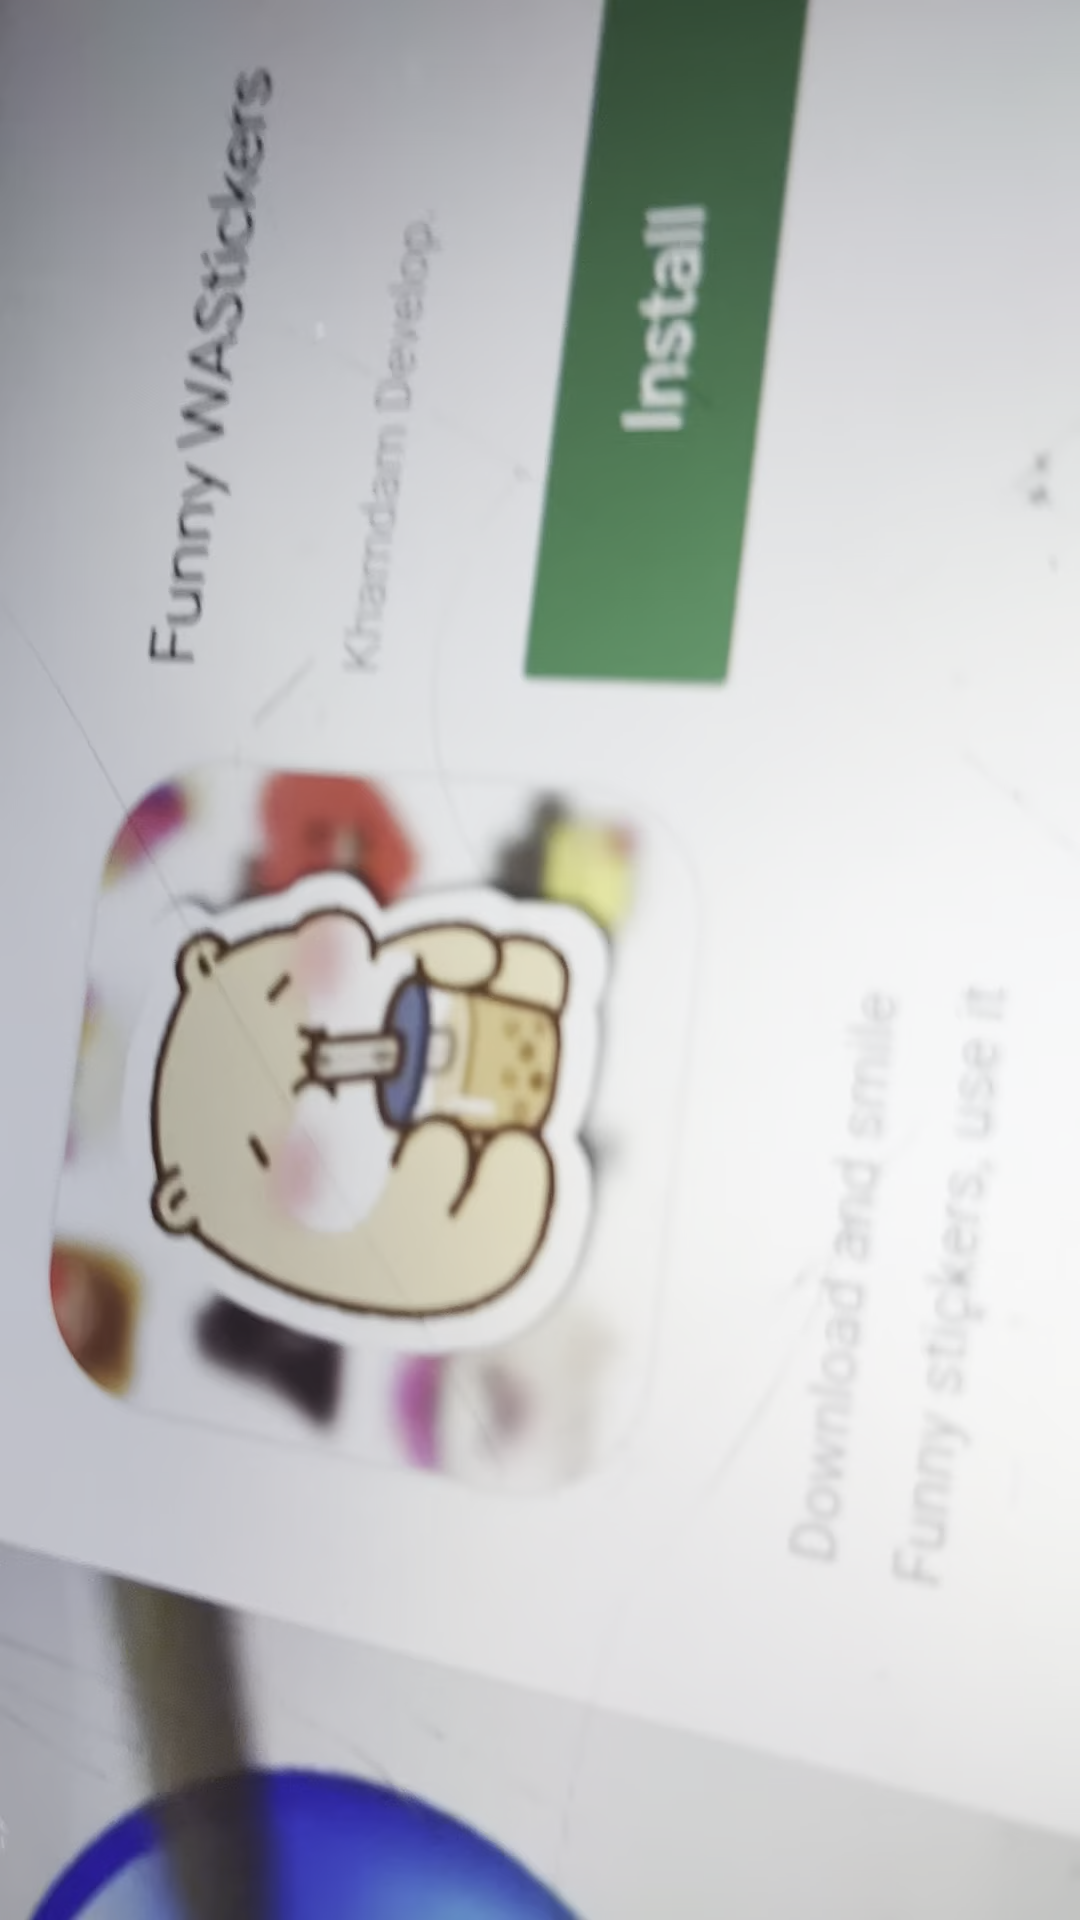 Funny WAStickers
Khamdam Develop.
Install
Download and smile
Funny stickers, use it